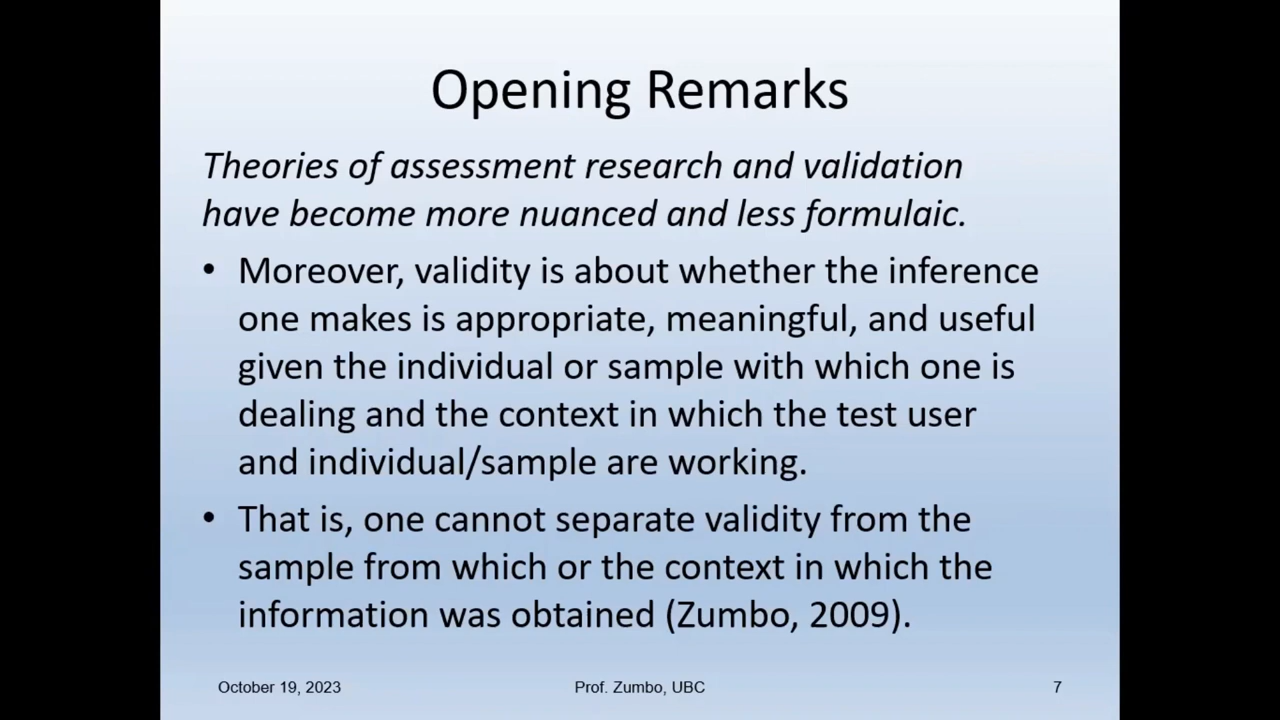 Opening Remarks
Theories of assessment research and validation
have become more nuanced and less formulaic.
• Moreover, validity is about whether the inference
one makes is appropriate, meaningful, and useful
given the individual or sample with which one is
dealing and the context in which the test user
and individual/sample are working.
• That is, one cannot separate validity from the
sample from which or the context in which the
information was obtained (Zumbo, 2009).
October 19, 2023 Prof. Zumbo, UBC 7